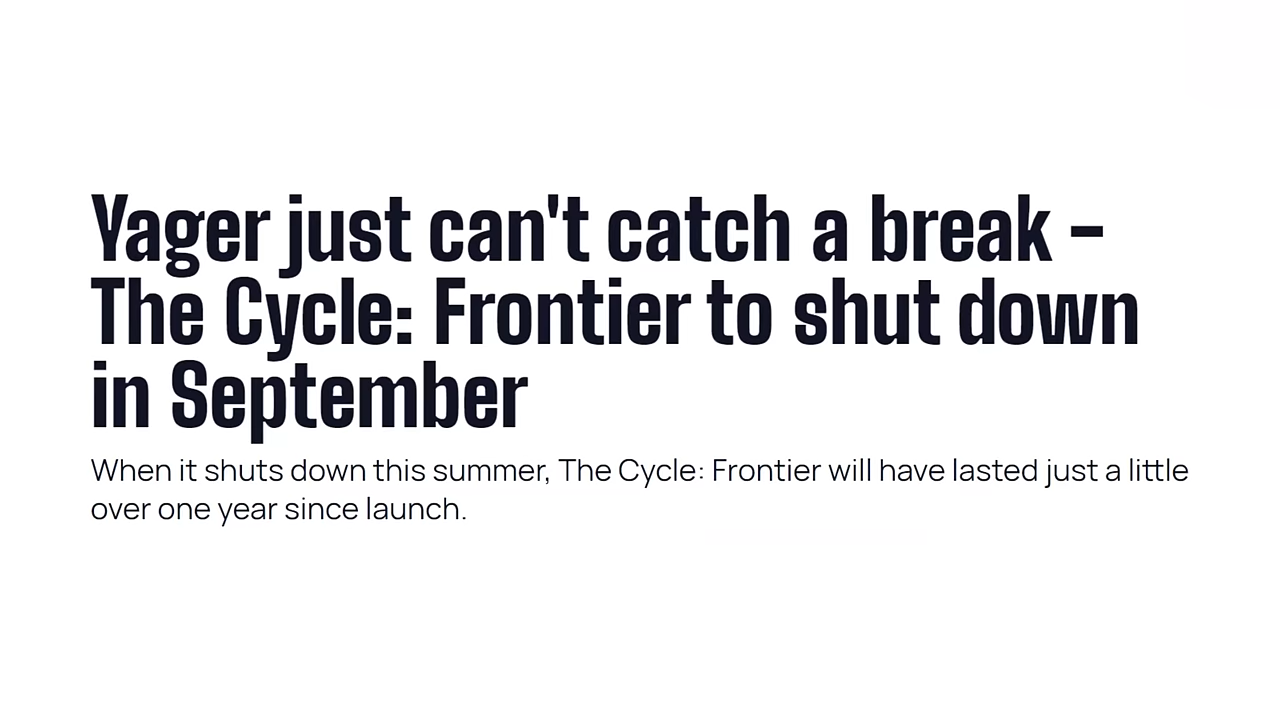 Yager just can't catch a break –
The Cycle: Frontier to shut down
in September
When it shuts down this summer, The Cycle: Frontier will have lasted just a little
over one year since launch.